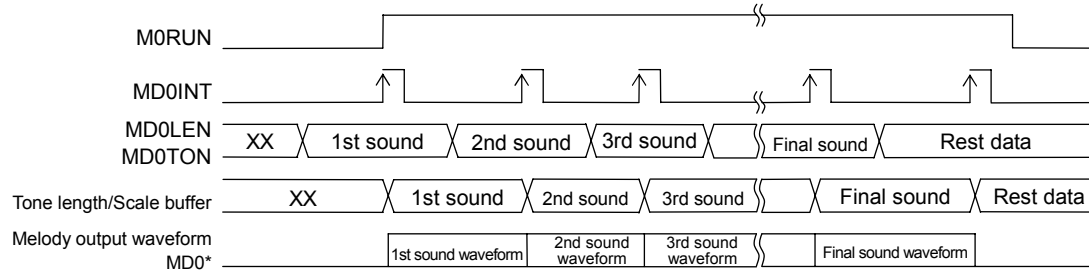 M0RUN
MD0INT
MD0LEN
MD0TON
XX 1st sound 2nd sound 3rd sound Final sound Rest data
Tone length/Scale buffer XX 1st sound 2nd sound 3rd sound Final sound Rest data
Melody output waveform
MD0*
1st sound waveform 2nd sound waveform 3rd sound waveform Final sound waveform